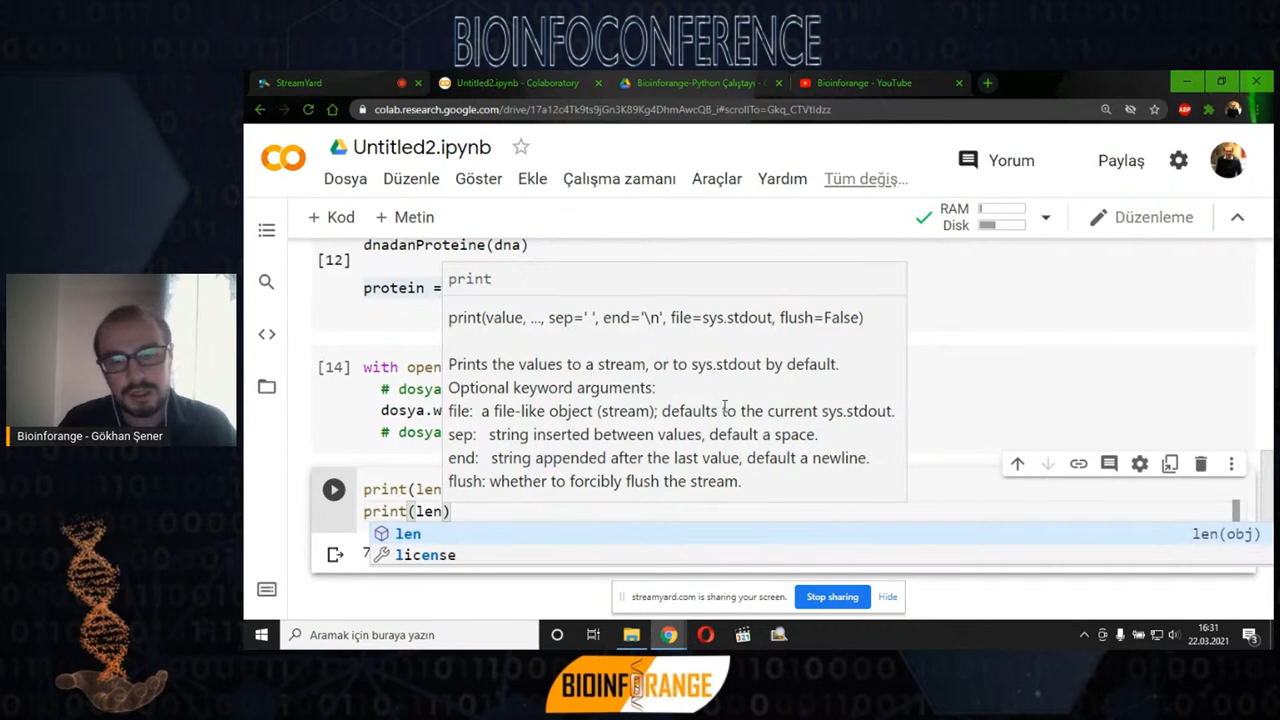 BIOINFOCONFERENCE
StreamYard
Untitled2.ipynb - Colaboratory
Bioinforange-Python Çalıştayı -
Bioinforange - YouTube
colab.research.google.com/drive/17a12c4Tk9ts9jGn3K89Kg4DhmAwcQB_i#scrollTo=Gkq_CTVtIdzz
ABP
CO
Untitled2.ipynb
Yorum
Paylaş
Dosya Düzenle Göster Ekle Çalışma zamanı Araçlar Yardım Tüm değiş...
+ Kod + Metin
RAM
Disk
Düzenleme
dnadanProteine(dna)
[12]
protein =
print
print(value, ..., sep=' ', end='\n', file=sys.stdout, flush=False)
Prints the values to a stream, or to sys.stdout by default.
Optional keyword arguments:
file: a file-like object (stream); defaults to the current sys.stdout.
sep: string inserted between values, default a space.
end: string appended after the last value, default a newline.
flush: whether to forcibly flush the stream.
[14] with open
# dosya
dosya.w
# dosya
print(len
print(len)
len len(obj)
license
7
Bioinforange - Gökhan Şener
streamyard.com is sharing your screen.
Stop sharing
Hide
Aramak için buraya yazın
16:31
22.03.2021
3
BIOINFORANGE